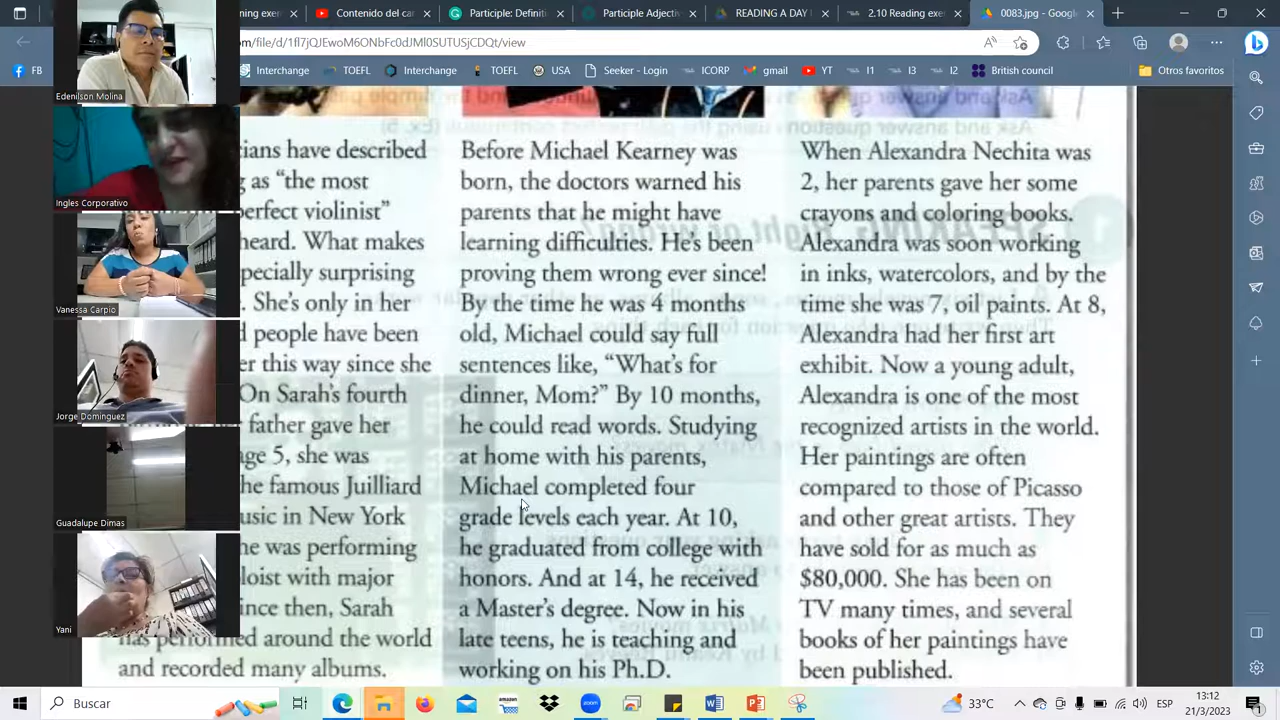 ning exer
Contenido del ca
Participle: Definiti
Participle Adjectiv
READING A DAY I
2.10 Reading exer
0083.jpg - Google
om/file/d/1fl7jQJEwoM6ONbFc0dJMl0SUTUSjCDQt/view
FB
Interchange
TOEFL
Interchange
TOEFL
USA
Seeker - Login
ICORP
gmail
YT
I1
I3
I2
British council
Otros favoritos
Edenilson Molina
Ingles Corporativo
Vanessa Carpio
Jorge Dominguez
Guadalupe Dimas
Yani
cians have described
g as “the most
perfect violinist”
heard. What makes
pecially surprising
. She’s only in her
d people have been
er this way since she
On Sarah’s fourth
father gave her
age 5, she was
he famous Juilliard
usic in New York
he was performing
loist with major
ince then, Sarah
has performed around the world
and recorded many albums.
Before Michael Kearney was
born, the doctors warned his
parents that he might have
learning difficulties. He’s been
proving them wrong ever since!
By the time he was 4 months
old, Michael could say full
sentences like, “What’s for
dinner, Mom?” By 10 months,
he could read words. Studying
at home with his parents,
Michael completed four
grade levels each year. At 10,
he graduated from college with
honors. And at 14, he received
a Master’s degree. Now in his
late teens, he is teaching and
working on his Ph.D.
When Alexandra Nechita was
2, her parents gave her some
crayons and coloring books.
Alexandra was soon working
in inks, watercolors, and by the
time she was 7, oil paints. At 8,
Alexandra had her first art
exhibit. Now a young adult,
Alexandra is one of the most
recognized artists in the world.
Her paintings are often
compared to those of Picasso
and other great artists. They
have sold for as much as
$80,000. She has been on
TV many times, and several
books of her paintings have
been published.
Buscar
33°C
ESP
13:12
21/3/2023